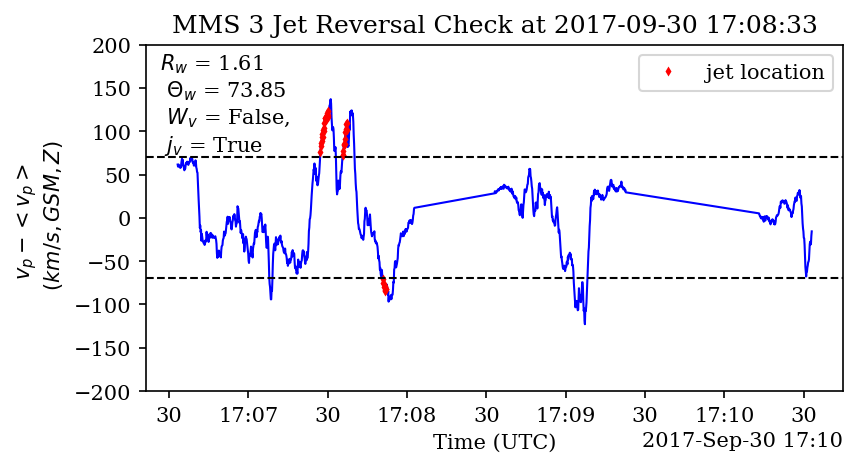 MMS 3 Jet Reversal Check at 2017-09-30 17:08:33
200
150
100
50
0
−50
−100
−150
−200
v_p − < v_p >
(km/s, GSM, Z)
R_w = 1.61
Θ_w = 73.85
W_v = False,
j_v = True
jet location
30 17:07 30 17:08 30 17:09 30 17:10 30
Time (UTC)
2017-Sep-30 17:10